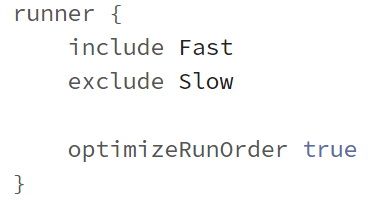 runner {
    include Fast
    exclude Slow

    optimizeRunOrder true
}